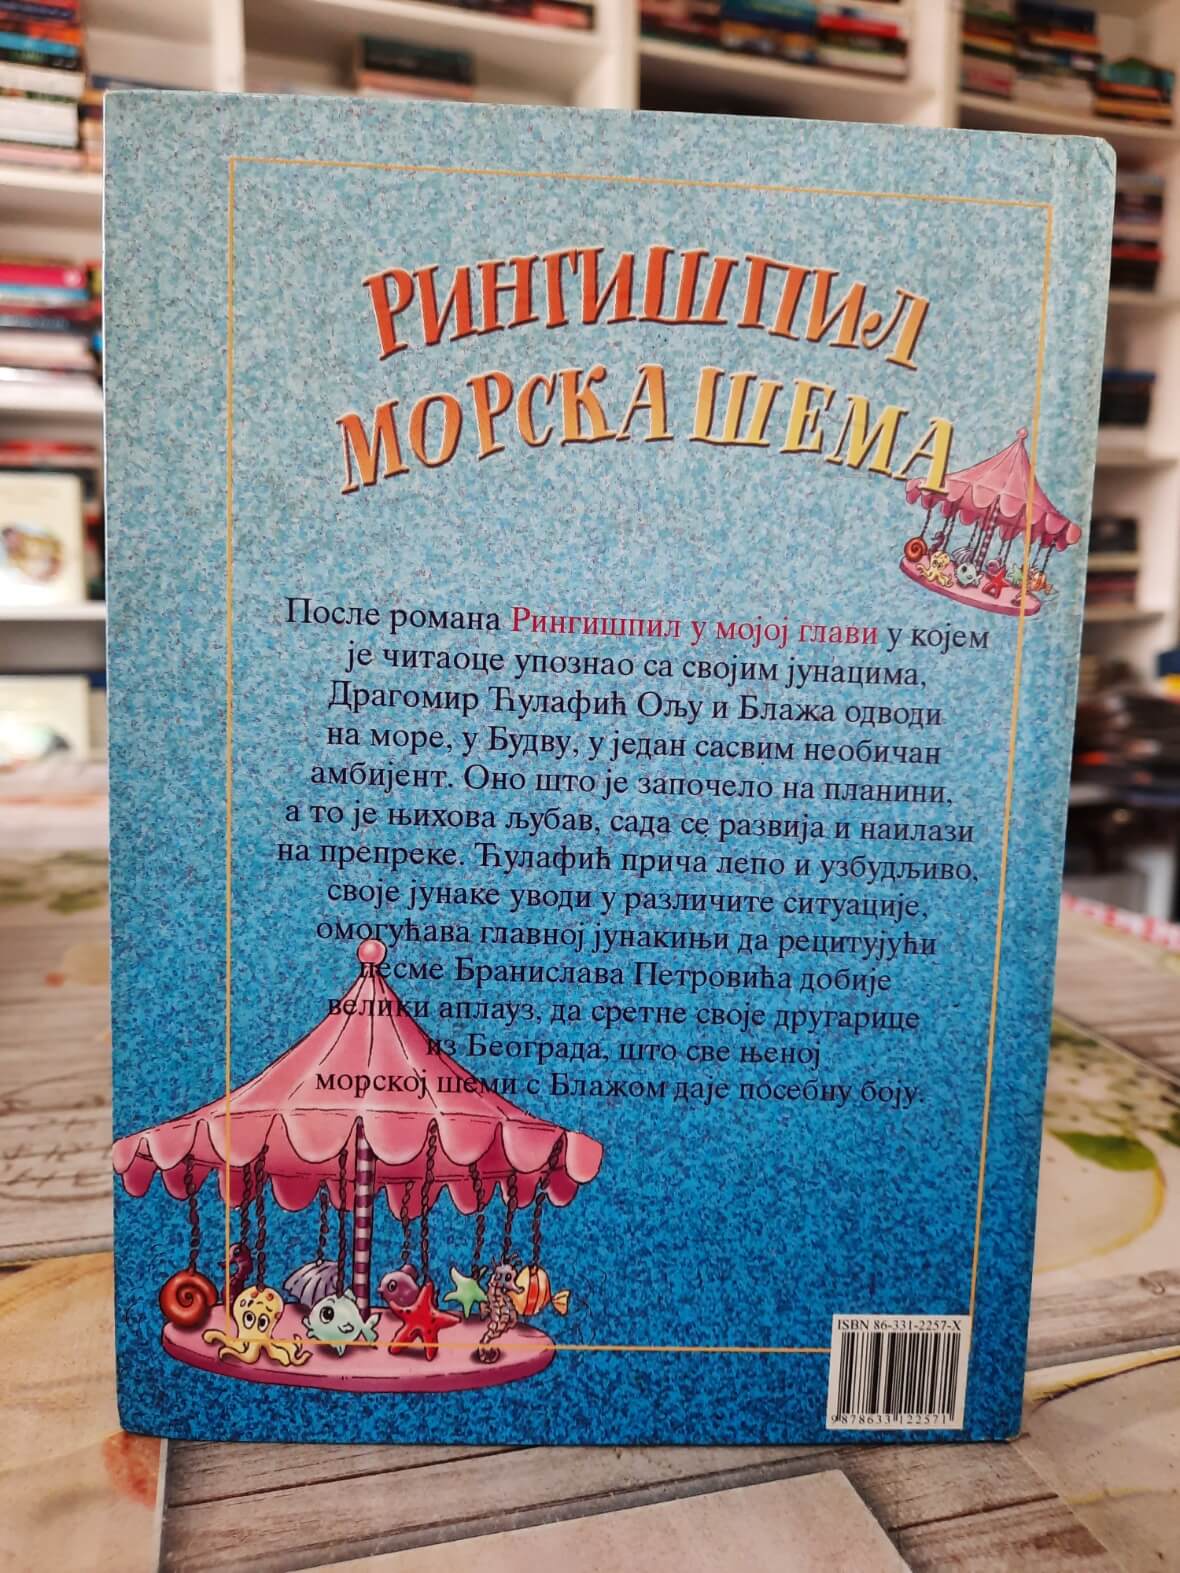 РИНГИШПИЛ
МОРСКА ШЕМА
После романа Рингишпил у мојој глави у којем
је читаоце упознао са својим јунацима,
Драгомир Ћулафић Ољу и Блажа одводи
на море, у Будву, у један сасвим необичан
амбијент. Оно што је започело на планини,
а то је њихова љубав, сада се развија и наилази
на препреке. Ћулафић прича лепо и узбудљиво,
своје јунаке уводи у различите ситуације,
омогућава главној јунакињи да рецитујући
песме Бранислава Петровића добије
велики аплауз, да сретне своје другарице
из Београда, што све њеној
морској шеми с Блажом даје посебну боју.
ISBN 86-331-2257-X
9788633122571